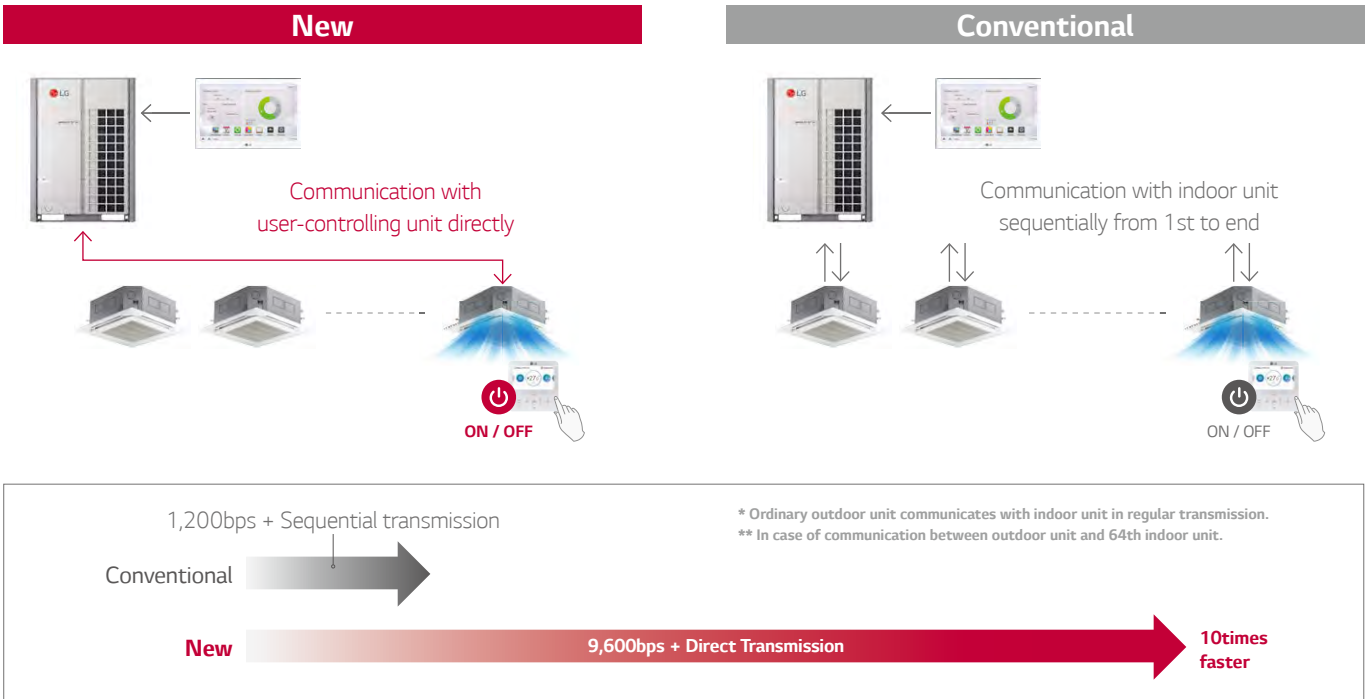 New
Conventional
LG
LG
Communication with
user-controlling unit directly
Communication with indoor unit
sequentially from 1st to end
ON / OFF
ON / OFF
1,200bps + Sequential transmission
* Ordinary outdoor unit communicates with indoor unit in regular transmission.
** In case of communication between outdoor unit and 64th indoor unit.
Conventional
New
9,600bps + Direct Transmission
10times
faster